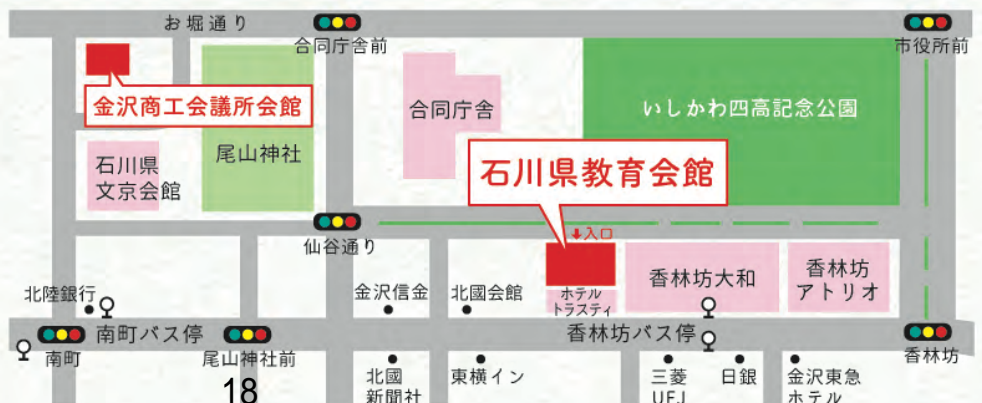 お堀通り
合同庁舎前
市役所前
金沢商工会議所会館
合同庁舎
いしかわ四高記念公園
尾山神社
石川県
文京会館
石川県教育会館
仙谷通り
↓入口
香林坊大和
香林坊
アトリオ
ホテル
トラスティ
北陸銀行
金沢信金
北國会館
南町バス停
香林坊バス停
南町
尾山神社前
香林坊
北國
新聞社
東横イン
三菱
UFJ
日銀
金沢東急
ホテル
18